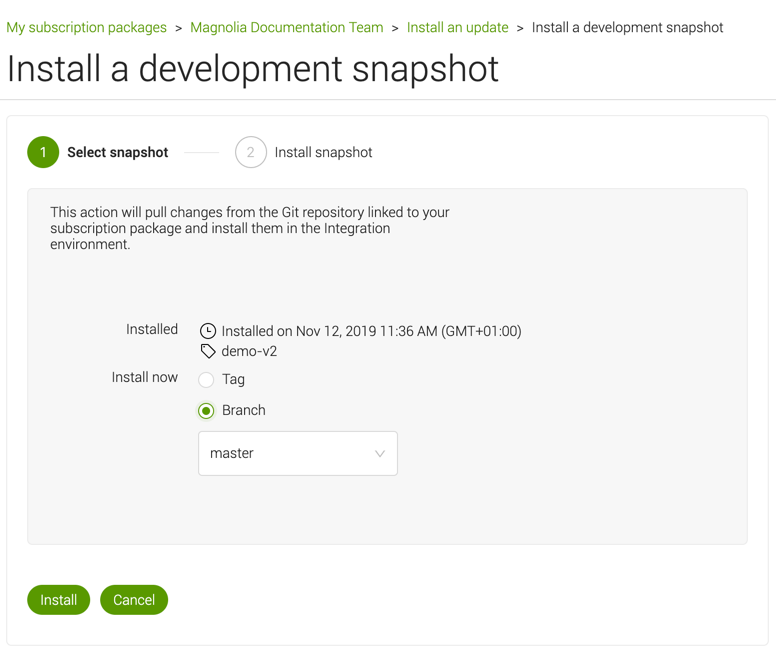 My subscription packages > Magnolia Documentation Team > Install an update > Install a development snapshot
Install a development snapshot
1 Select snapshot 2 Install snapshot
This action will pull changes from the Git repository linked to your
subscription package and install them in the Integration
environment.
Installed Installed on Nov 12, 2019 11:36 AM (GMT+01:00)
demo-v2
Install now Tag
Branch
master
Install Cancel